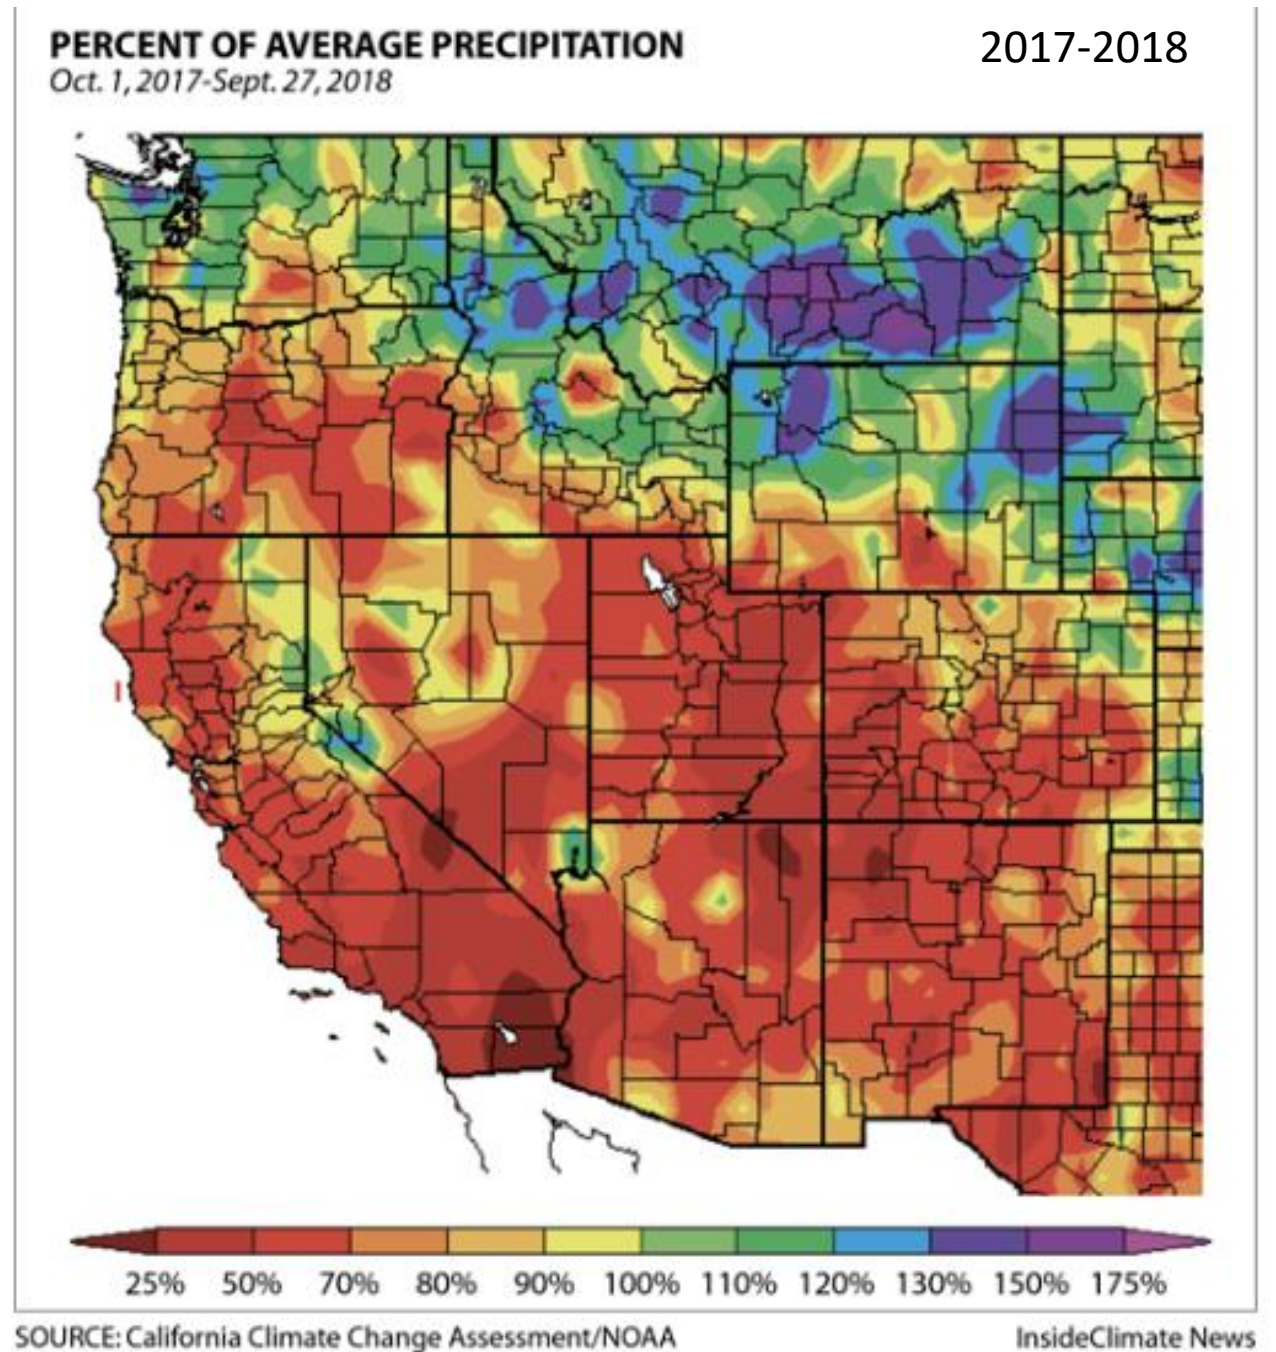 PERCENT OF AVERAGE PRECIPITATION
2017-2018
Oct. 1, 2017-Sept. 27, 2018
25% 50% 70% 80% 90% 100% 110% 120% 130% 150% 175%
SOURCE: California Climate Change Assessment/NOAA
InsideClimate News